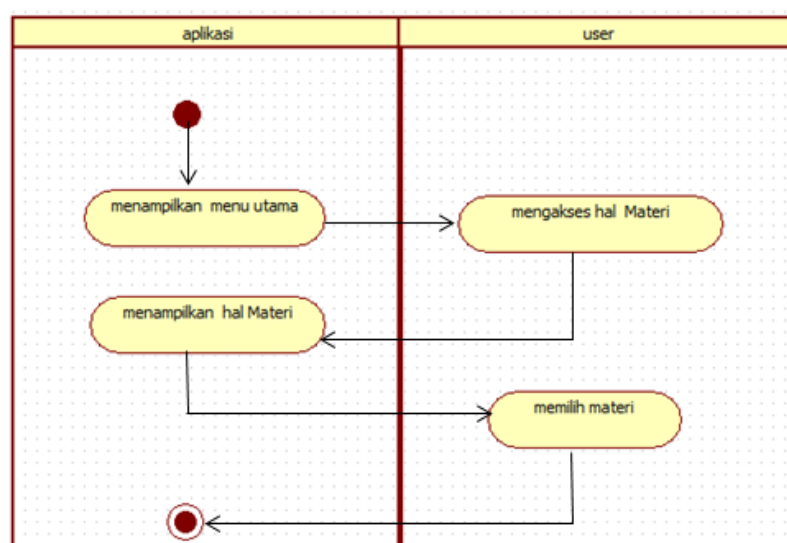 aplikasi
user
menampilkan menu utama
mengakses hal Materi
menampilkan hal Materi
memilih materi